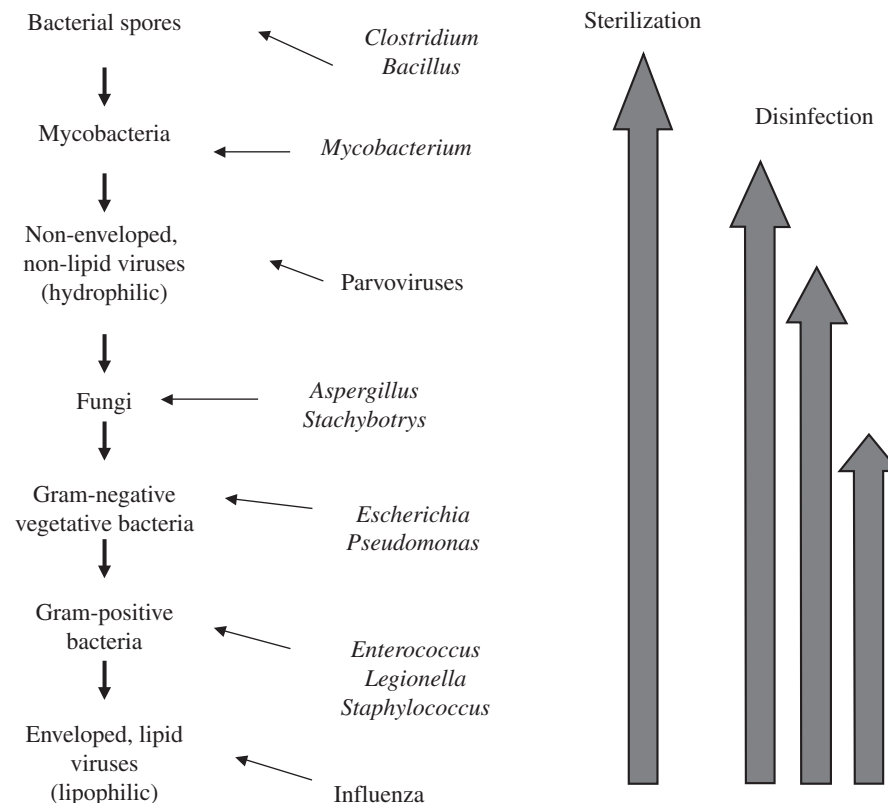 Bacterial spores
Clostridium
Bacillus
Sterilization
Mycobacteria
Mycobacterium
Disinfection
Non-enveloped,
non-lipid viruses
(hydrophilic)
Parvoviruses
Fungi
Aspergillus
Stachybotrys
Gram-negative
vegetative bacteria
Escherichia
Pseudomonas
Gram-positive
bacteria
Enterococcus
Legionella
Staphylococcus
Enveloped, lipid
viruses
(lipophilic)
Influenza